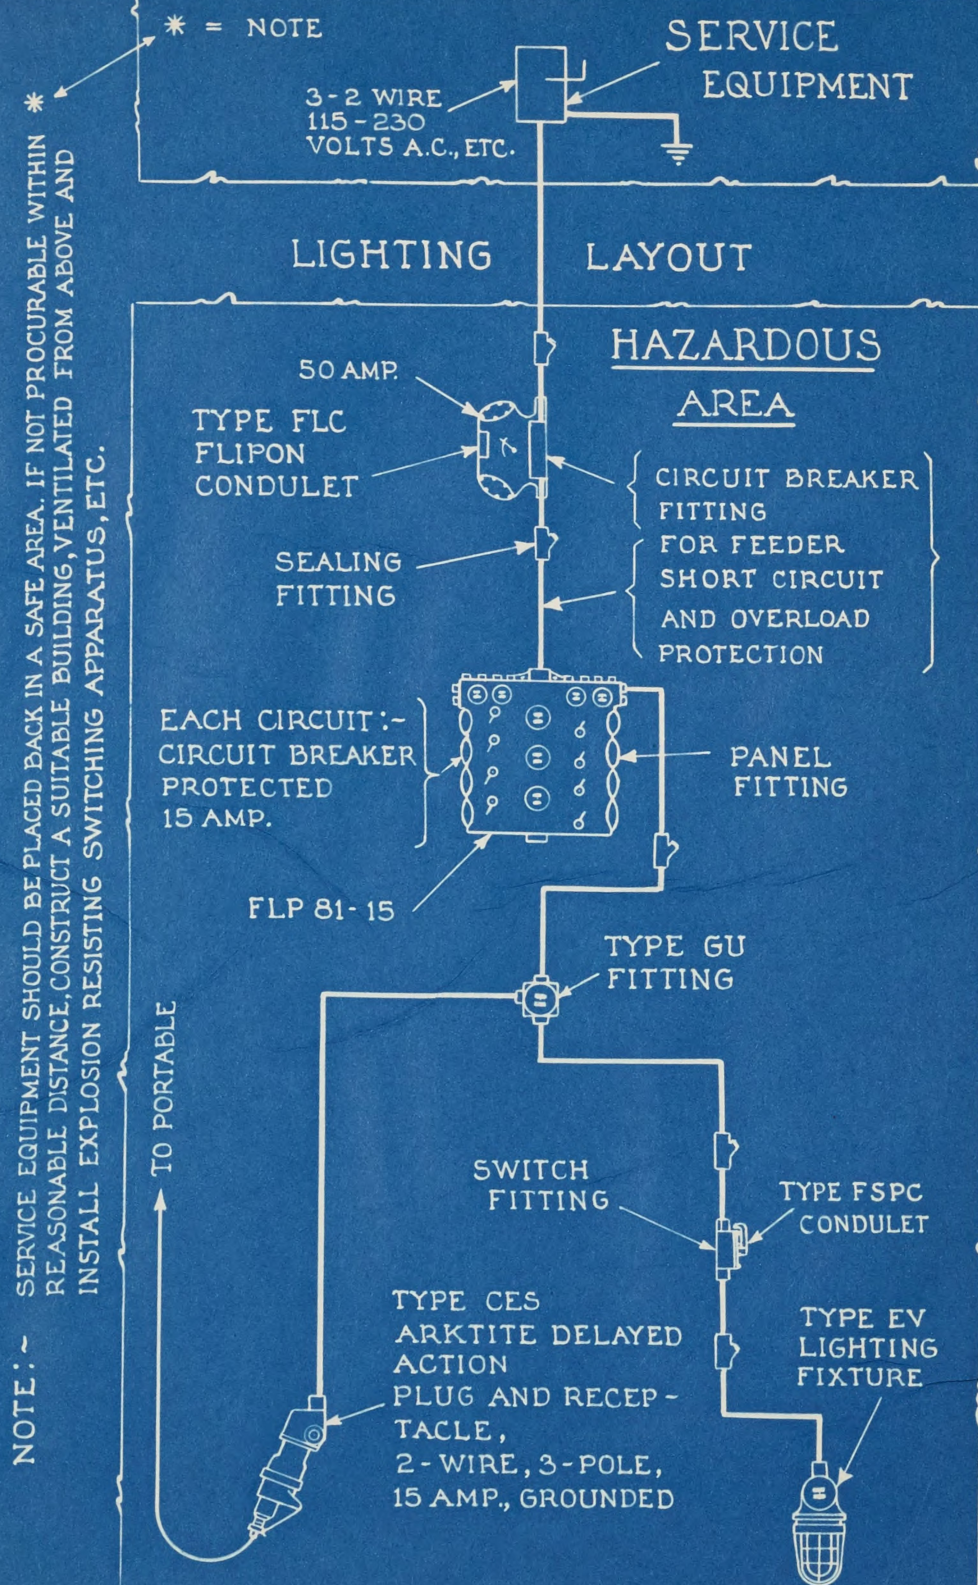 * = NOTE
SERVICE
EQUIPMENT
3-2 WIRE
115-230
VOLTS A.C., ETC.
LIGHTING LAYOUT
HAZARDOUS
AREA
50 AMP.
TYPE FLC
FLIPON
CONDULET
CIRCUIT BREAKER
FITTING
FOR FEEDER
SHORT CIRCUIT
AND OVERLOAD
PROTECTION
SEALING
FITTING
EACH CIRCUIT:~
CIRCUIT BREAKER
PROTECTED
15 AMP.
PANEL
FITTING
FLP 81-15
TYPE GU
FITTING
TO PORTABLE
SWITCH
FITTING
TYPE FSPC
CONDULET
TYPE CES
ARKTITE DELAYED
ACTION
PLUG AND RECEP-
TACLE,
2-WIRE, 3-POLE,
15 AMP., GROUNDED
TYPE EV
LIGHTING
FIXTURE
NOTE:~ SERVICE EQUIPMENT SHOULD BE PLACED BACK IN A SAFE AREA. IF NOT PROCURABLE WITHIN *
REASONABLE DISTANCE, CONSTRUCT A SUITABLE BUILDING, VENTILATED FROM ABOVE AND
INSTALL EXPLOSION RESISTING SWITCHING APPARATUS, ETC.